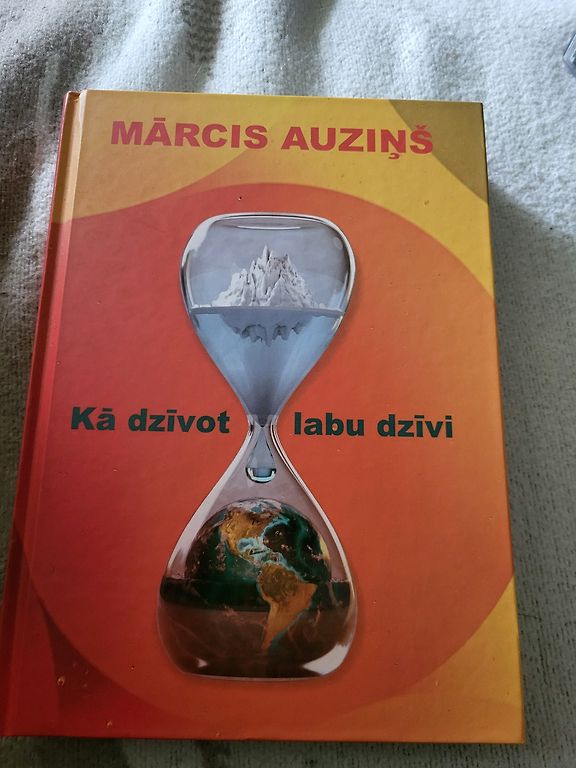 MĀRCIS AUZIŅŠ
Kā dzīvot labu dzīvi